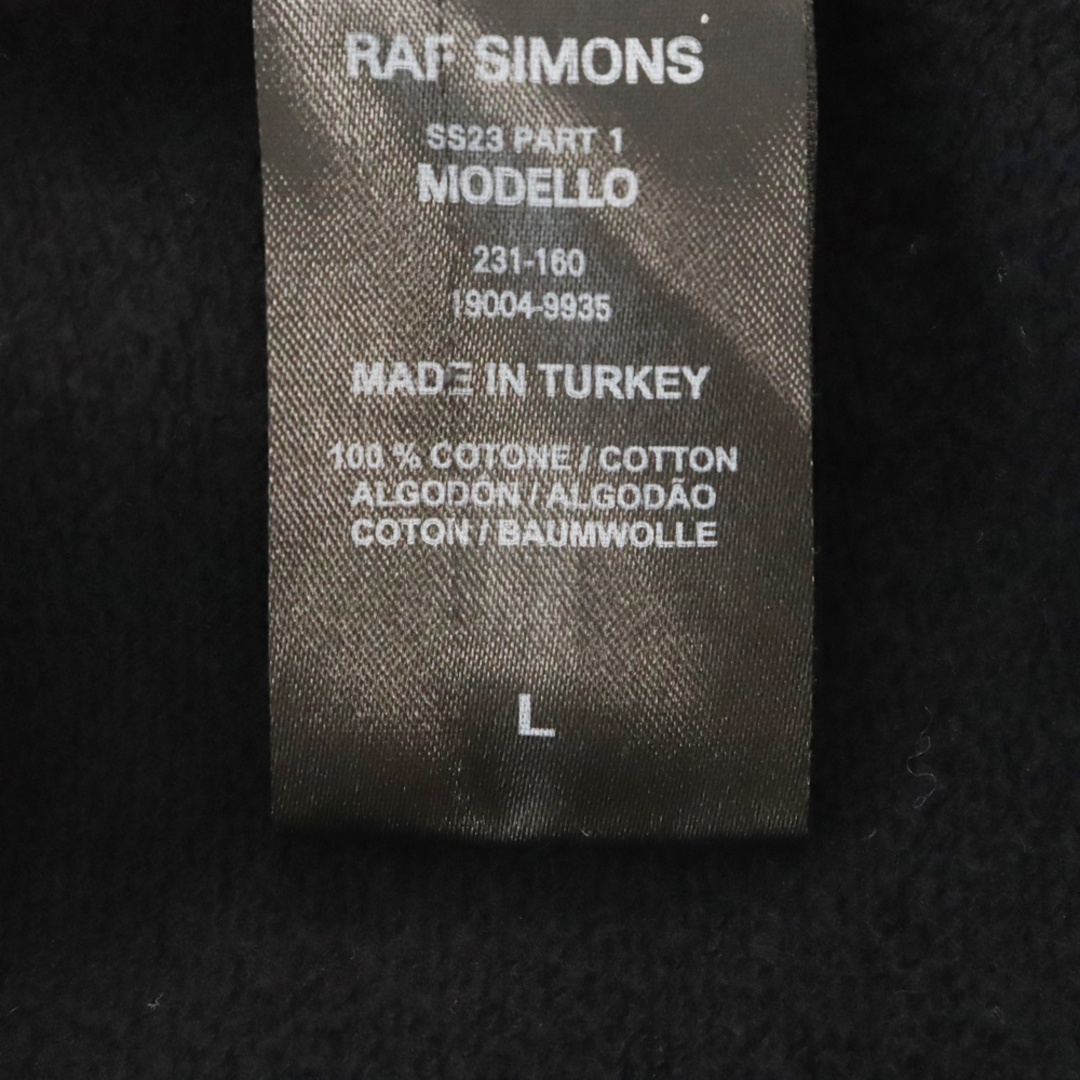 RAF SIMONS
SS23 PART 1
MODELLO
231-160
19004-9935
MADE IN TURKEY
100 % COTONE / COTTON
ALGODÓN / ALGODÃO
COTON / BAUMWOLLE
L